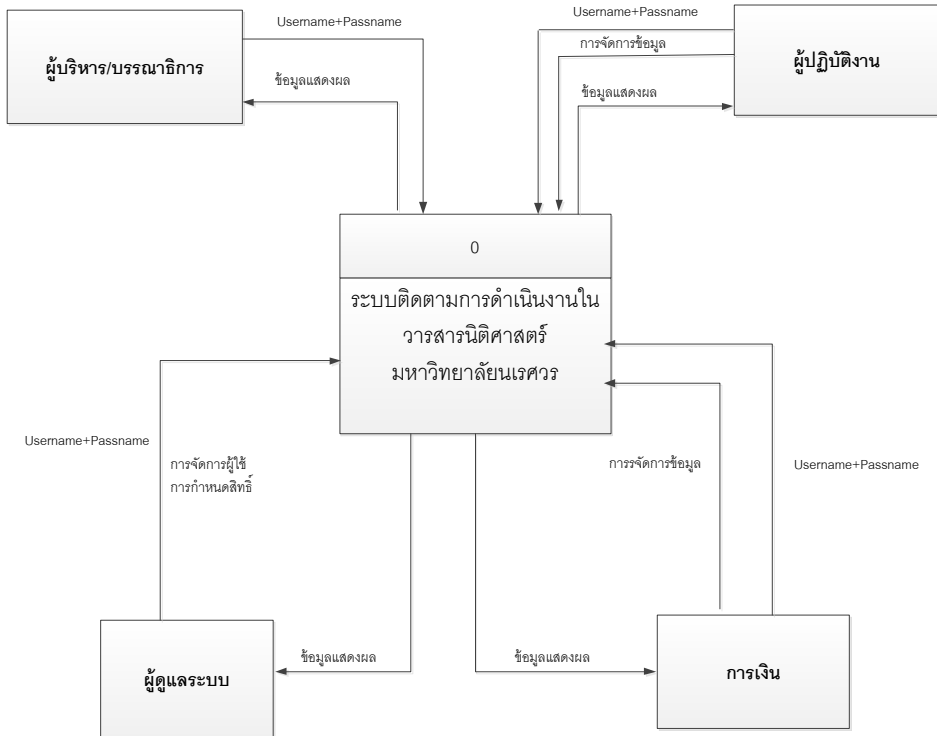 Username+Passname
ผู้บริหาร/บรรณาธิการ
ข้อมูลแสดงผล
Username+Passname
การจัดการข้อมูล
ผู้ปฏิบัติงาน
ข้อมูลแสดงผล
0
ระบบติดตามการดำเนินงานใน
วารสารนิติศาสตร์
มหาวิทยาลัยนเรศวร
Username+Passname
การจัดการผู้ใช้
การกำหนดสิทธิ์
การรจัดการข้อมูล
Username+Passname
ข้อมูลแสดงผล
ผู้ดูแลระบบ
ข้อมูลแสดงผล
การเงิน